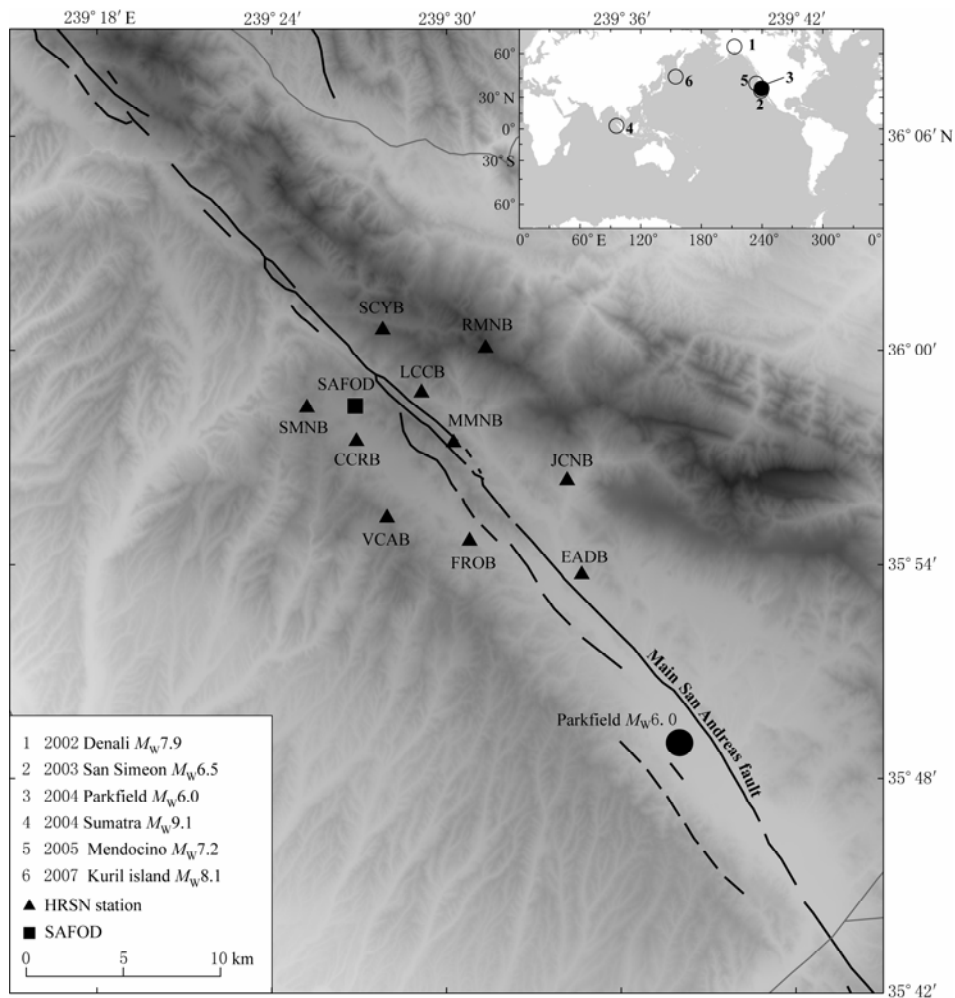 239° 18′ E
239° 24′
239° 30′
239° 36′
239° 42′
60°
30° N
0°
30° S
60°
1
5
3
6
2
4
0°
60° E
120°
180°
240°
300°
0°
36° 06′ N
SCYB
RMNB
36° 00′
LCCB
SAFOD
SMNB
MMNB
CCRB
JCNB
VCAB
FROB
EADB
35° 54′
Main San Andreas fault
Parkfield MW6.0
35° 48′
1 2002 Denali MW7.9
2 2003 San Simeon MW6.5
3 2004 Parkfield MW6.0
4 2004 Sumatra MW9.1
5 2005 Mendocino MW7.2
6 2007 Kuril island MW8.1
HRSN station
SAFOD
0 5 10 km
35° 42′